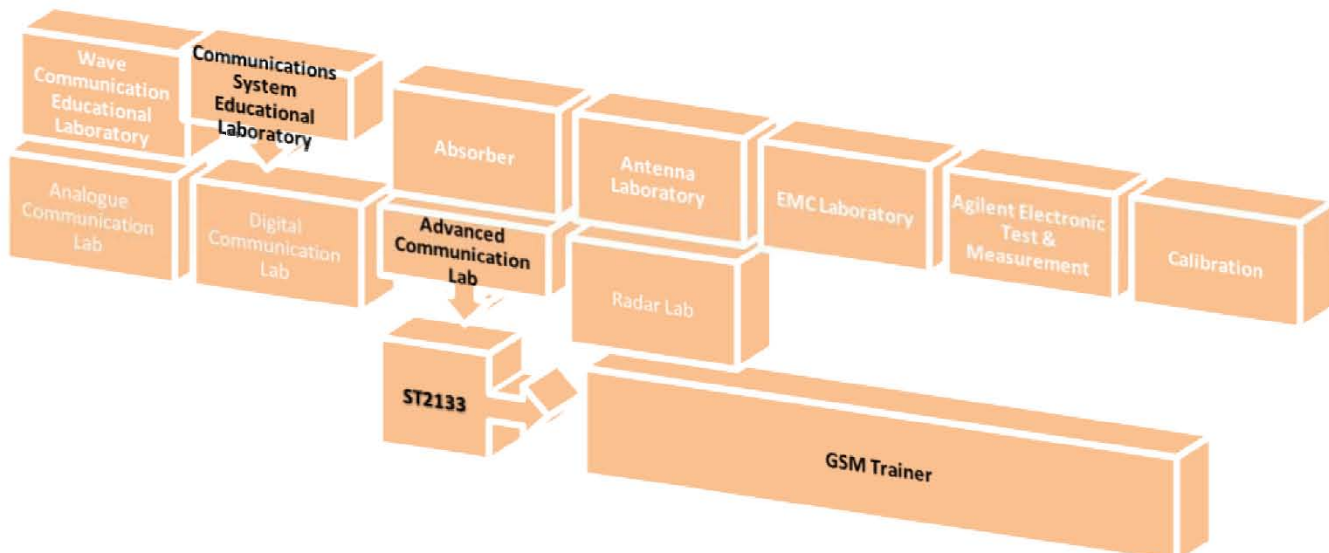 Wave
Communication
Educational
Laboratory
Communications
System
Educational
Laboratory
Absorber
Antenna
Laboratory
EMC Laboratory
Agilent Electronic
Test &
Measurement
Calibration
Analogue
Communication
Lab
Digital
Communication
Lab
Advanced
Communication
Lab
Radar Lab
ST2133
GSM Trainer